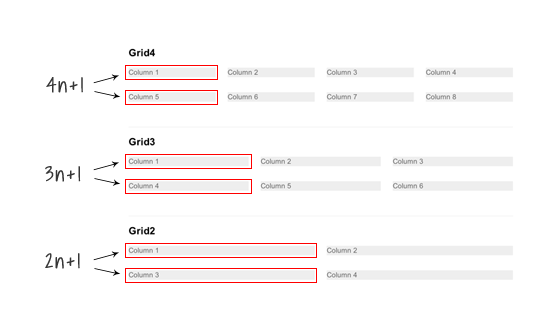 Grid4
Column 1 Column 2 Column 3 Column 4
4n+1
Column 5 Column 6 Column 7 Column 8
Grid3
Column 1 Column 2 Column 3
3n+1
Column 4 Column 5 Column 6
Grid2
Column 1 Column 2
2n+1
Column 3 Column 4